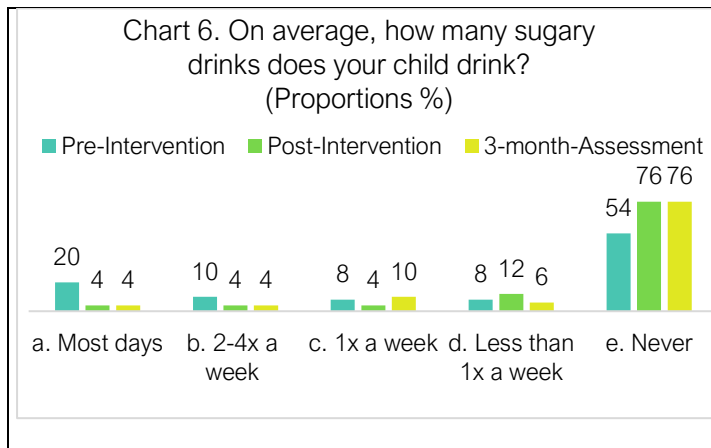 Chart 6. On average, how many sugary
drinks does your child drink?
(Proportions %)
Pre-Intervention Post-Intervention 3-month-Assessment
20 4 4 10 4 4 8 4 10 8 12 6 54 76 76
a. Most days b. 2-4x a c. 1x a week d. Less than e. Never
week 1x a week